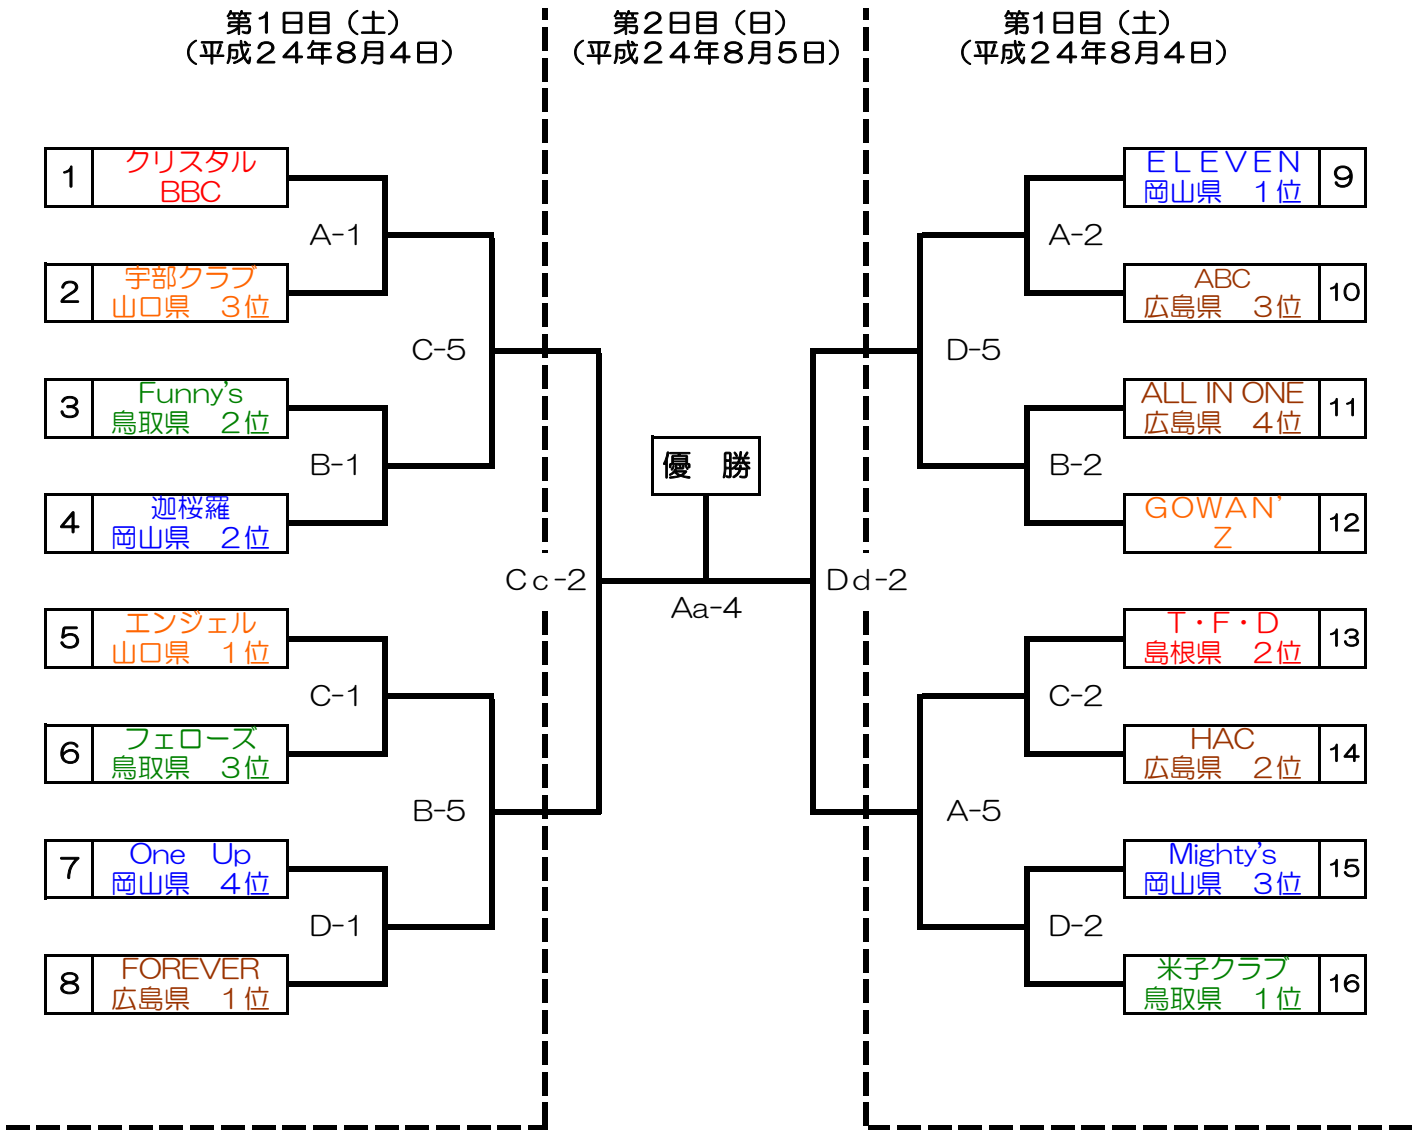 第１日目（土）
（平成２４年８月４日）
第２日目（日）
（平成２４年８月５日）
第１日目（土）
（平成２４年８月４日）
1
クリスタル
BBC
A-1
2
宇部クラブ
山口県　３位
C-5
3
Funny's
鳥取県　２位
B-1
4
迦桜羅
岡山県　２位
Ｃｃ-2
5
エンジェル
山口県　１位
C-1
6
フェローズ
鳥取県　３位
B-5
7
One　Up
岡山県　４位
D-1
8
FOREVER
広島県　１位
優　勝
Aa-4
ＥＬＥＶＥＮ
岡山県　１位
9
A-2
ABC
広島県　３位
10
D-5
ALL IN ONE
広島県　４位
11
B-2
ＧＯＷＡＮ’
Ｚ
12
Ｄｄ-2
Ｔ・Ｆ・Ｄ
島根県　２位
13
C-2
HAC
広島県　２位
14
A-5
Mighty's
岡山県　３位
15
D-2
米子クラブ
鳥取県　１位
16